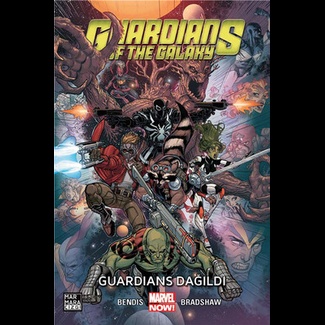 GUARDIANS
OF THE GALAXY
GUARDIANS DAĞILDI
BENDIS MARVEL NOW! BRADSHAW
MAR
MARA
ÇİZGİ